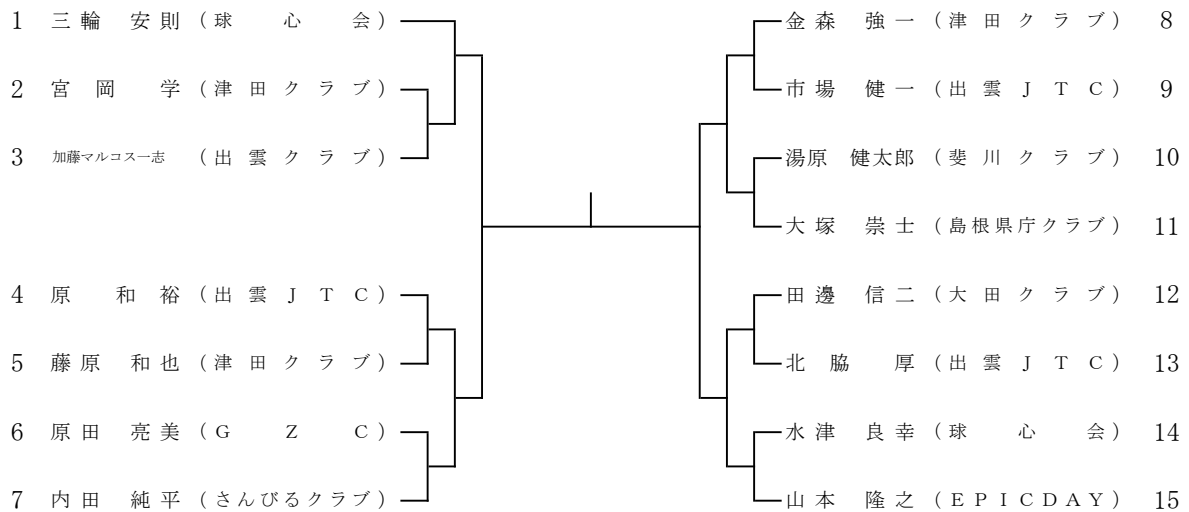 1 三輪 安則 (球心会)
2 宮岡 学 (津田クラブ)
3 加藤マルコス一志 (出雲クラブ)
4 原 和裕 (出雲JTC)
5 藤原 和也 (津田クラブ)
6 原田 亮美 (GZC)
7 内田 純平 (さんびるクラブ)
金森 強一 (津田クラブ) 8
市場 健一 (出雲JTC) 9
湯原 健太郎 (斐川クラブ) 10
大塚 崇士 (島根県庁クラブ) 11
田邊 信二 (大田クラブ) 12
北脇 厚 (出雲JTC) 13
水津 良幸 (球心会) 14
山本 隆之 (EPICDAY) 15